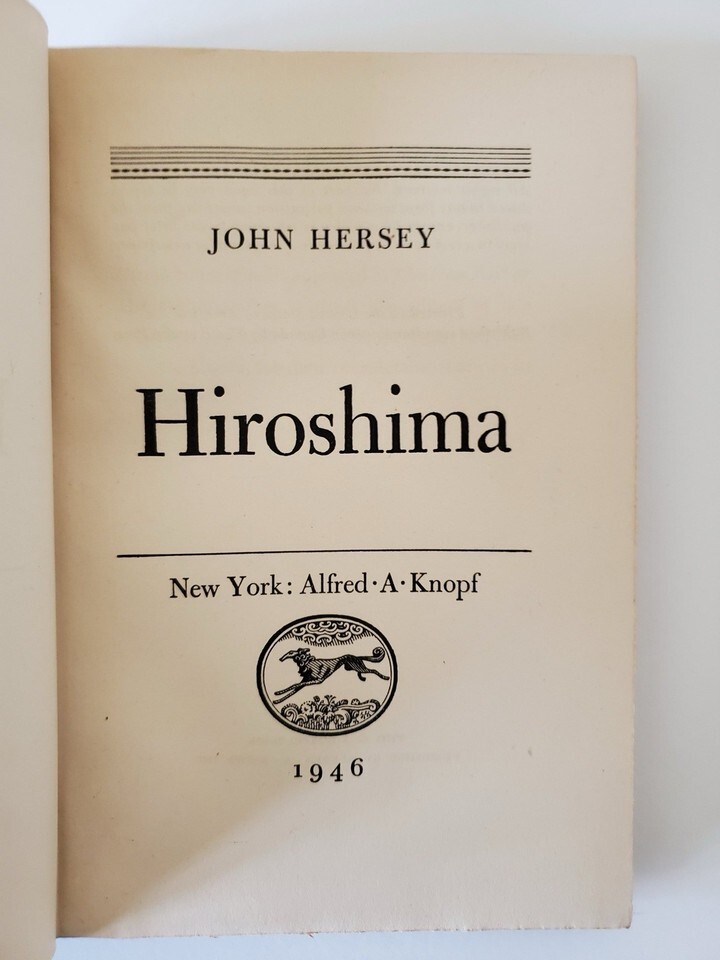 JOHN HERSEY
Hiroshima
New York: Alfred·A·Knopf
1946